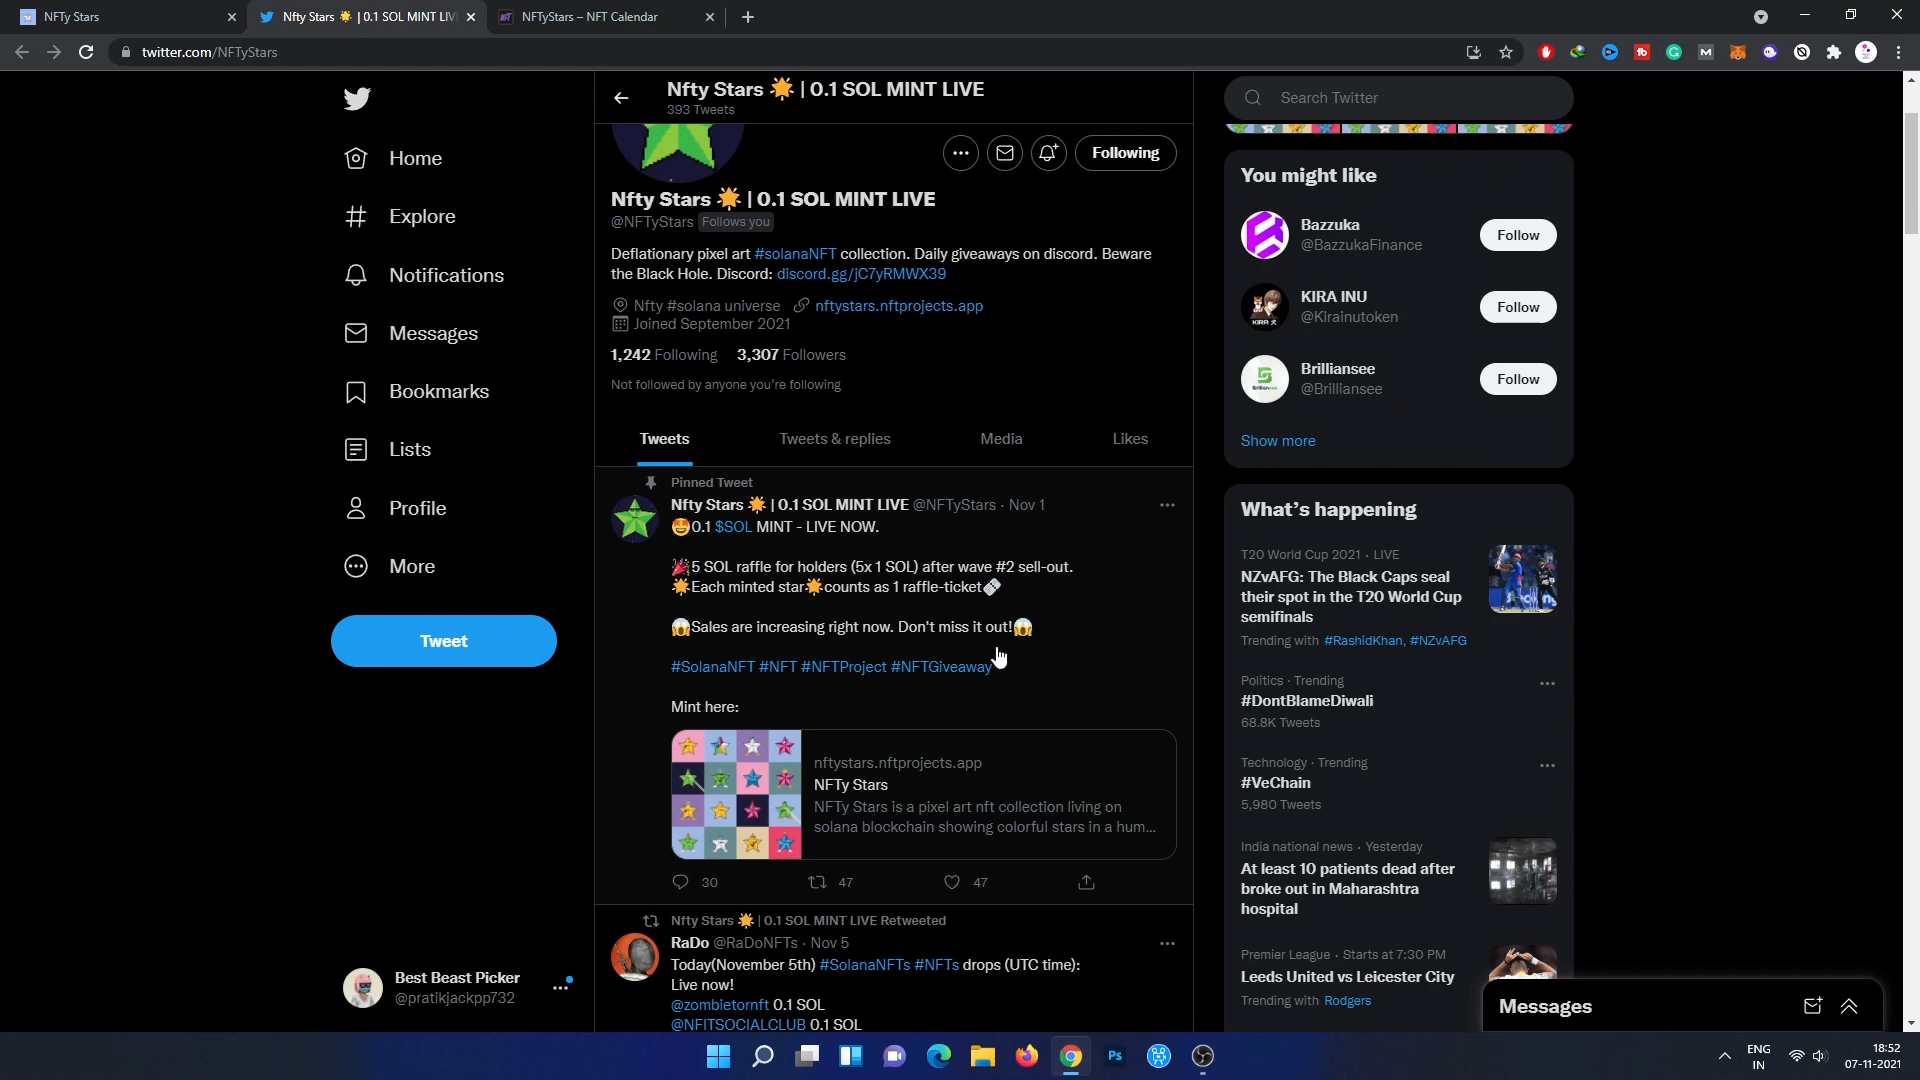 NFTy Stars
Nfty Stars 🌟 | 0.1 SOL MINT LIV
NFTyStars – NFT Calendar
twitter.com/NFTyStars
Home
Explore
Notifications
Messages
Bookmarks
Lists
Profile
More
Tweet
Best Beast Picker
@pratikjackpp732
Nfty Stars 🌟 | 0.1 SOL MINT LIVE
393 Tweets
Following
Nfty Stars 🌟 | 0.1 SOL MINT LIVE
@NFTyStars Follows you
Deflationary pixel art #solanaNFT collection. Daily giveaways on discord. Beware
the Black Hole. Discord: discord.gg/jC7yRMWX39
Nfty #solana universe nftystars.nftprojects.app
Joined September 2021
1,242 Following 3,307 Followers
Not followed by anyone you're following
Tweets Tweets & replies Media Likes
Pinned Tweet
Nfty Stars 🌟 | 0.1 SOL MINT LIVE @NFTyStars · Nov 1
🤩0.1 $SOL MINT - LIVE NOW.
🎉5 SOL raffle for holders (5x 1 SOL) after wave #2 sell-out.
🌟Each minted star🌟counts as 1 raffle-ticket
😱Sales are increasing right now. Don't miss it out!😱
#SolanaNFT #NFT #NFTProject #NFTGiveaway
Mint here:
nftystars.nftprojects.app
NFTy Stars
NFTy Stars is a pixel art nft collection living on
solana blockchain showing colorful stars in a hum...
30 47 47
Nfty Stars 🌟 | 0.1 SOL MINT LIVE Retweeted
RaDo @RaDoNFTs · Nov 5
Today(November 5th) #SolanaNFTs #NFTs drops (UTC time):
Live now!
@zombietornft 0.1 SOL
@NFITSOCIALCLUB 0.1 SOL
Search Twitter
You might like
Bazzuka
@BazzukaFinance
Follow
KIRA INU
@Kirainutoken
Follow
Brilliansee
@Brilliansee
Follow
Show more
What's happening
T20 World Cup 2021 · LIVE
NZvAFG: The Black Caps seal
their spot in the T20 World Cup
semifinals
Trending with #RashidKhan, #NZvAFG
Politics · Trending
#DontBlameDiwali
68.8K Tweets
Technology · Trending
#VeChain
5,980 Tweets
India national news · Yesterday
At least 10 patients dead after
broke out in Maharashtra
hospital
Premier League · Starts at 7:30 PM
Leeds United vs Leicester City
Trending with Rodgers
Messages
Ps
ENG
IN
18:52
07-11-2021